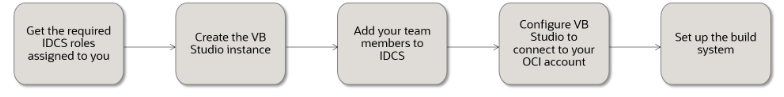 Get the required
IDCS roles
assigned to you
Create the VB
Studio instance
Add your team
members to
IDCS
Configure VB
Studio to
connect to your
OCI account
Set up the build
system